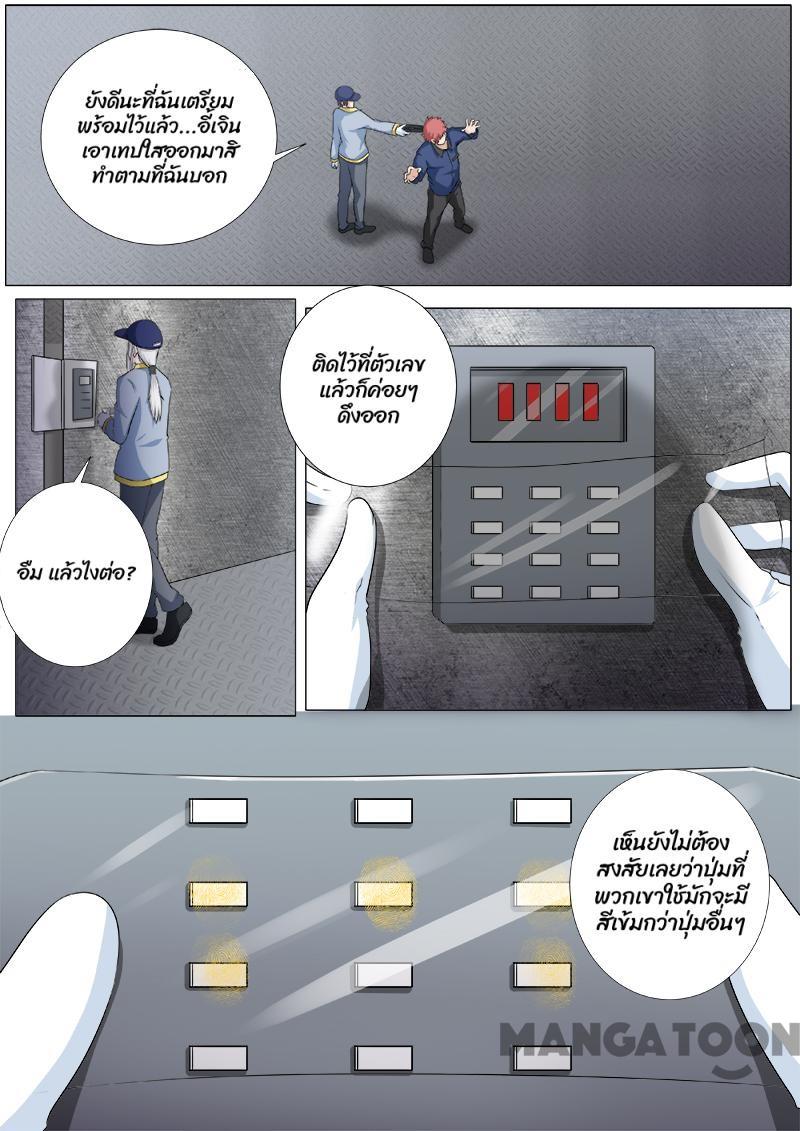 ยังดีนะที่ฉันเตรียม
พร้อมไว้แล้ว...อี้เจิน
เอาเทปใสออกมาสิ
ทำตามที่ฉันบอก
ติดไว้ที่ตัวเลข
แล้วก็ค่อยๆ
ดึงออก
อืม แล้วไงต่อ?
เห็นยังไม่ต้อง
สงสัยเลยว่าปุ่มที่
พวกเขาใช้มักจะมี
สีเข้มกว่าปุ่มอื่นๆ
MANGATOON